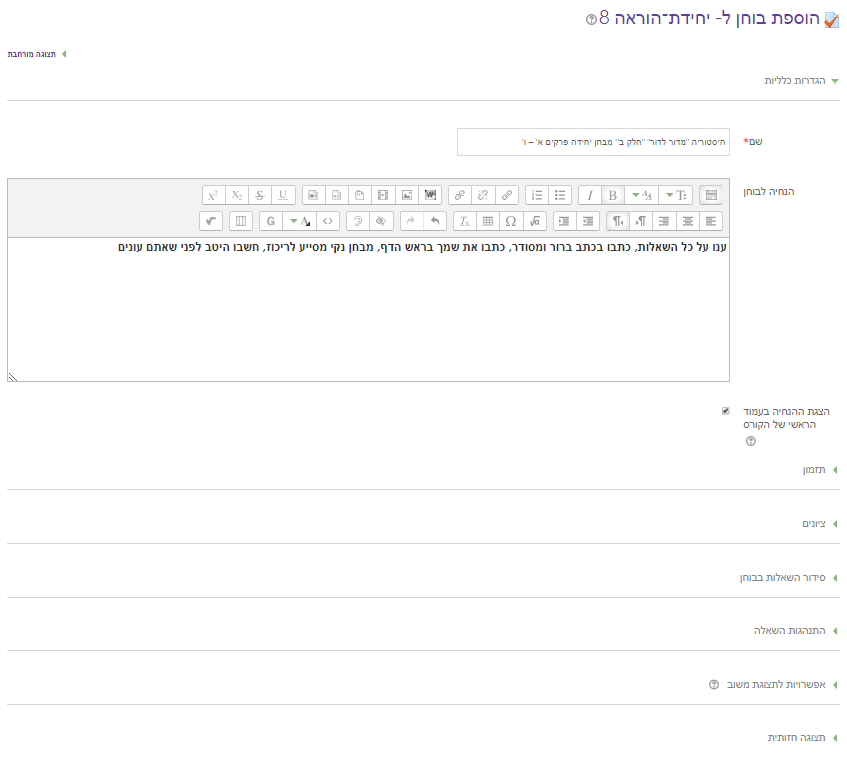 הוספת בוחן ל- יחידת־הוראה 8
תצוגה מורחבת
הגדרות כלליות
שם*
היסטוריה "מדור לדור" "חלק ב" מבחן יחידה פרקים א' – ו'
הנחיה לבוחן
ענו על כל השאלות, כתבו בכתב ברור ומסודר, כתבו את שמך בראש הדף, מבחן נקי מסייע לריכוז, חשבו היטב לפני שאתם עונים
הצגת ההנחיה בעמוד
הראשי של הקורס
תזמון
ציונים
סידור השאלות בבוחן
התנהגות השאלה
אפשרויות לתצוגת משוב
תצוגה חזותית